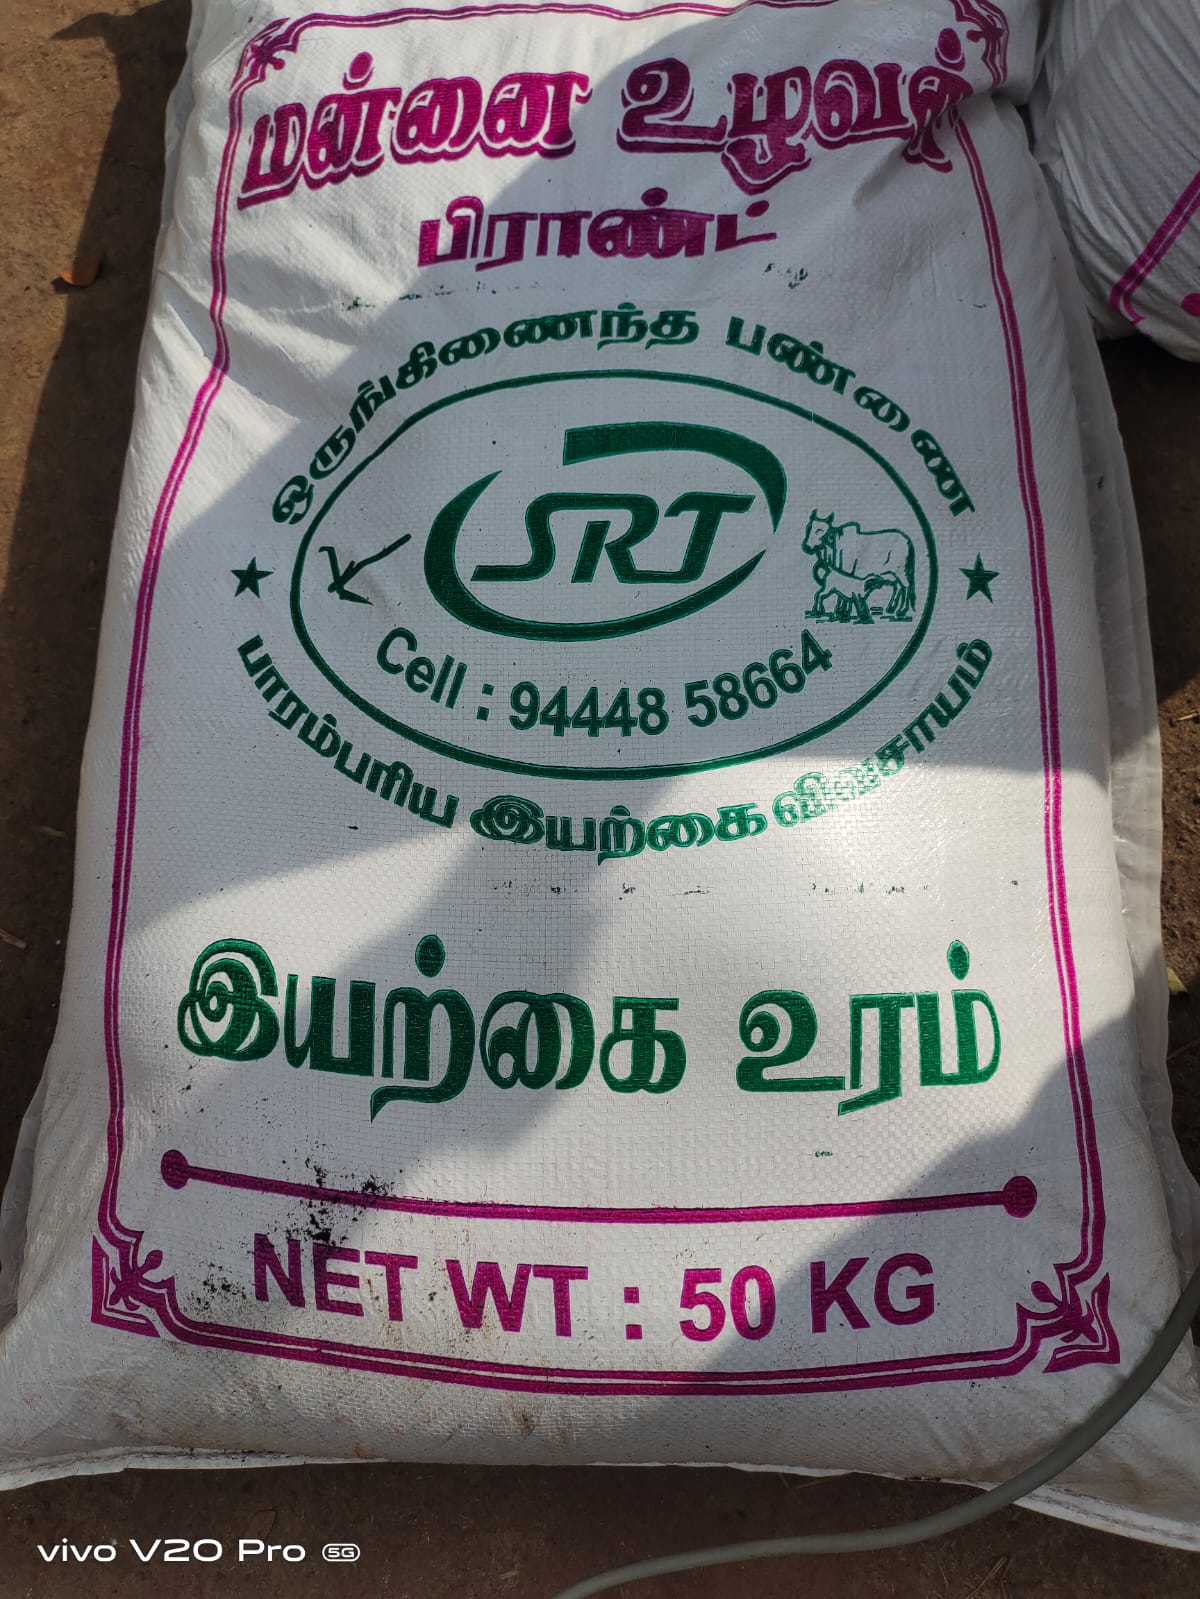 மன்னை உழவன்
பிராண்ட்
ஒருங்கிணைந்த பண்ணை
SRT
Cell : 94448 58664
பாரம்பரிய இயற்கை விவசாயம்
இயற்கை உரம்
NET WT : 50 KG
vivo V20 Pro 5G